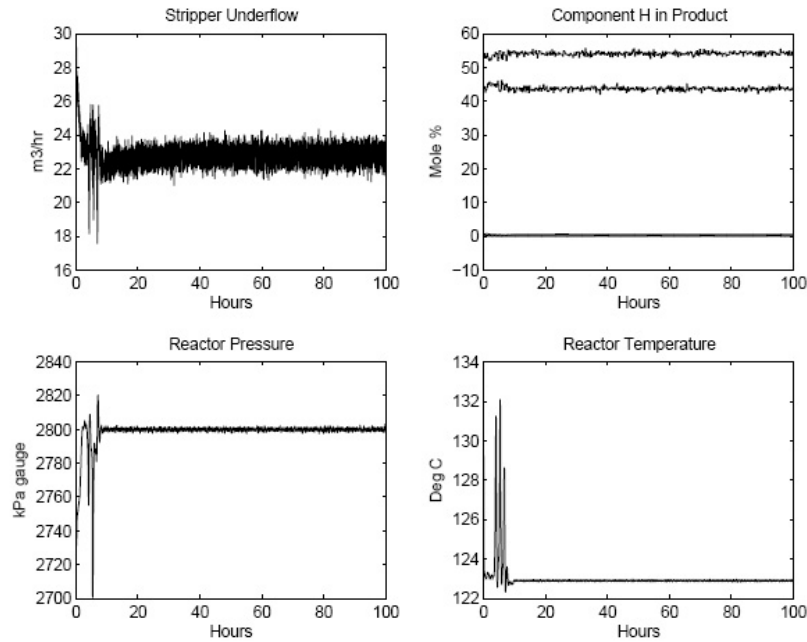 Stripper Underflow
30
28
26
24
22
20
18
16
m3/hr
0 20 40 60 80 100
Hours
Component H in Product
60
50
40
30
20
10
0
−10
Mole %
0 20 40 60 80 100
Hours
Reactor Pressure
2840
2820
2800
2780
2760
2740
2720
2700
kPa gauge
0 20 40 60 80 100
Hours
Reactor Temperature
134
132
130
128
126
124
123
122
Deg C
0 20 40 60 80 100
Hours